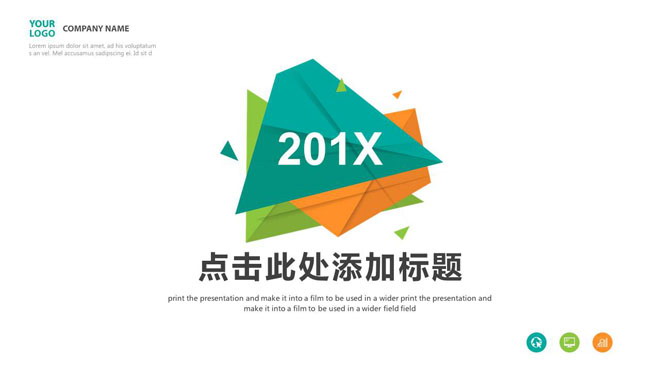 YOUR
LOGO
COMPANY NAME
Lorem ipsum dolor sit amet, ad his voluptatum
s an vel. Mel accusamus sadipscing ei. Id sit d
201X
点击此处添加标题
print the presentation and make it into a film to be used in a wider print the presentation and
make it into a film to be used in a wider field field